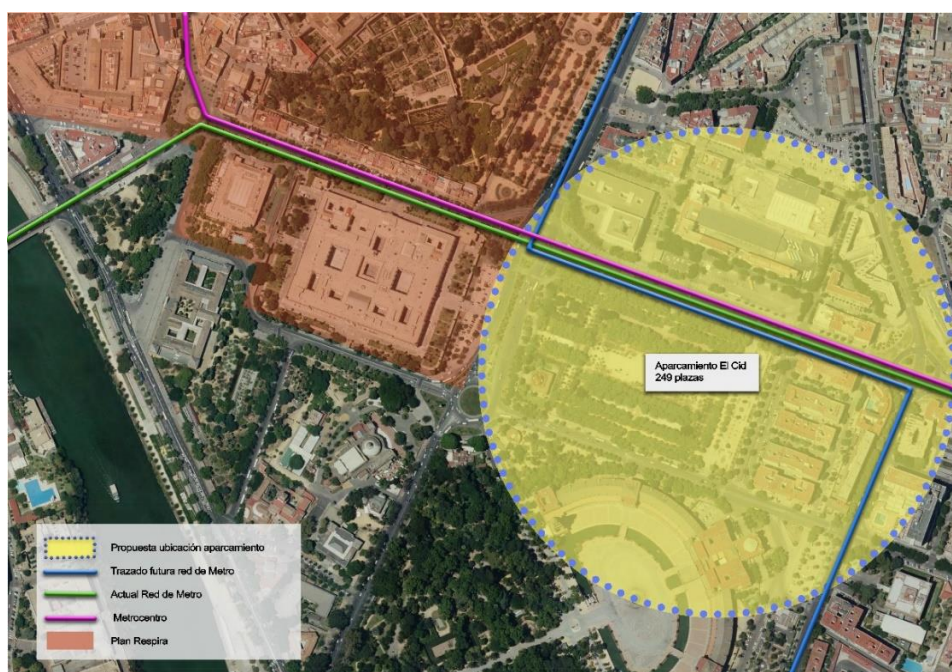 Aparcamiento El Cid
249 plazas
Propuesta ubicación aparcamiento
Trazado futura red de Metro
Actual Red de Metro
Metrocentro
Plan Respira